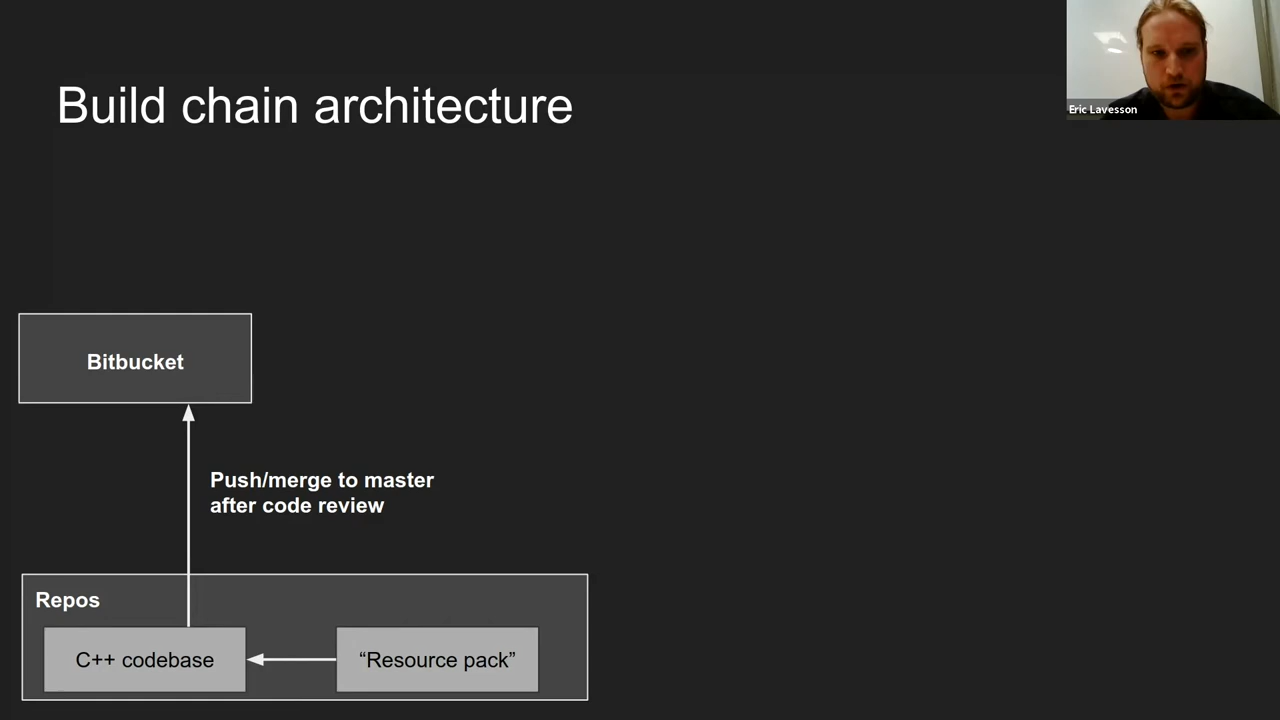 Build chain architecture
Eric Lavesson
Bitbucket
Push/merge to master
after code review
Repos
C++ codebase
“Resource pack”